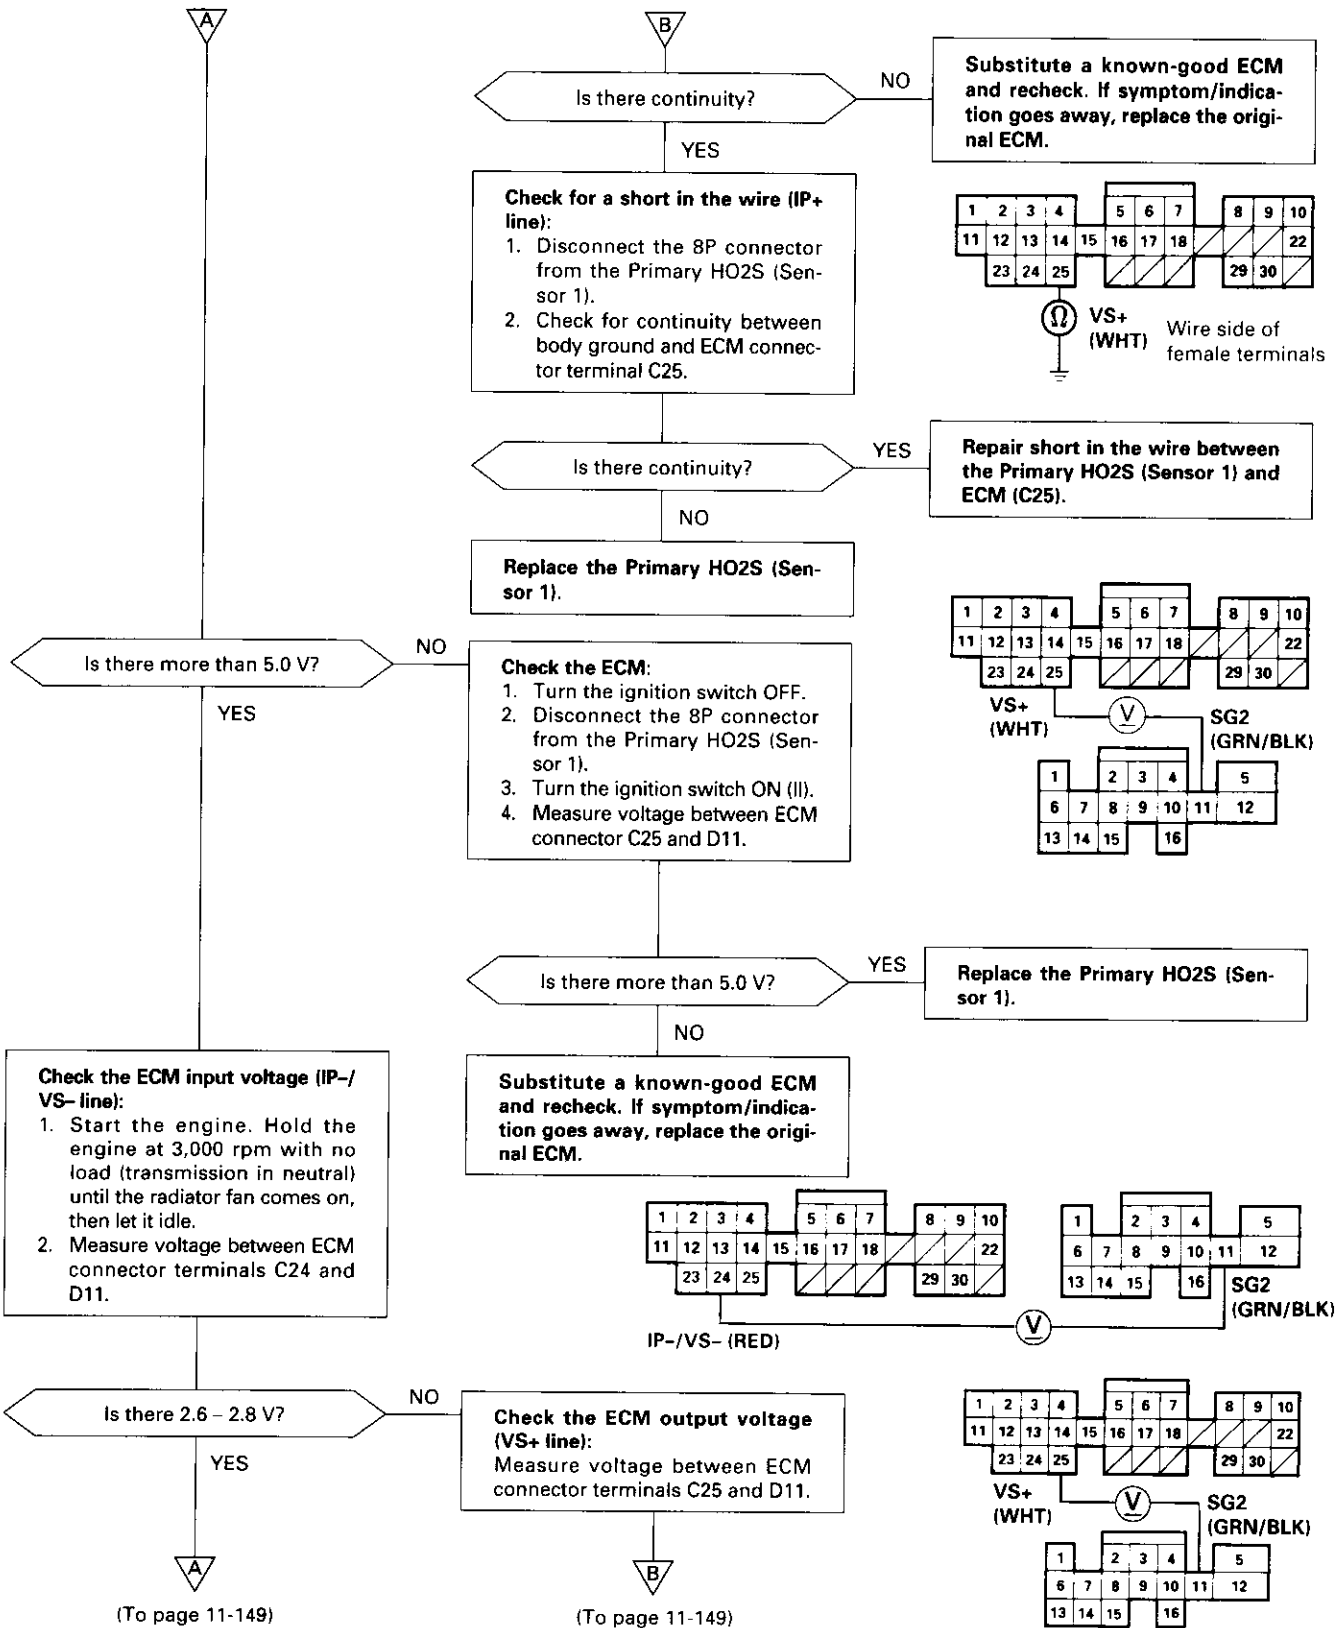 A
B
Is there continuity?
NO
YES
Substitute a known-good ECM
and recheck. If symptom/indica-
tion goes away, replace the origi-
nal ECM.
Check for a short in the wire (IP+
line):
1. Disconnect the 8P connector
from the Primary HO2S (Sen-
sor 1).
2. Check for continuity between
body ground and ECM connec-
tor terminal C25.
1 2 3 4 5 6 7 8 9 10
11 12 13 14 15 16 17 18 22
23 24 25 29 30
Ω
VS+
(WHT)
Wire side of
female terminals
Is there continuity?
YES
NO
Repair short in the wire between
the Primary HO2S (Sensor 1) and
ECM (C25).
Replace the Primary HO2S (Sen-
sor 1).
Is there more than 5.0 V?
NO
YES
Check the ECM:
1. Turn the ignition switch OFF.
2. Disconnect the 8P connector
from the Primary HO2S (Sen-
sor 1).
3. Turn the ignition switch ON (II).
4. Measure voltage between ECM
connector C25 and D11.
1 2 3 4 5 6 7 8 9 10
11 12 13 14 15 16 17 18 22
23 24 25 29 30
VS+
(WHT)
V
SG2
(GRN/BLK)
1 2 3 4 5
6 7 8 9 10 11 12
13 14 15 16
Is there more than 5.0 V?
YES
NO
Replace the Primary HO2S (Sen-
sor 1).
Substitute a known-good ECM
and recheck. If symptom/indica-
tion goes away, replace the origi-
nal ECM.
Check the ECM input voltage (IP–/
VS– line):
1. Start the engine. Hold the
engine at 3,000 rpm with no
load (transmission in neutral)
until the radiator fan comes on,
then let it idle.
2. Measure voltage between ECM
connector terminals C24 and
D11.
1 2 3 4 5 6 7 8 9 10
11 12 13 14 15 16 17 18 22
23 24 25 29 30
1 2 3 4 5
6 7 8 9 10 11 12
13 14 15 16
SG2
(GRN/BLK)
IP–/VS– (RED)
V
Is there 2.6 – 2.8 V?
NO
YES
Check the ECM output voltage
(VS+ line):
Measure voltage between ECM
connector terminals C25 and D11.
1 2 3 4 5 6 7 8 9 10
11 12 13 14 15 16 17 18 22
23 24 25 29 30
VS+
(WHT)
V
SG2
(GRN/BLK)
1 2 3 4 5
6 7 8 9 10 11 12
13 14 15 16
A
(To page 11-149)
B
(To page 11-149)